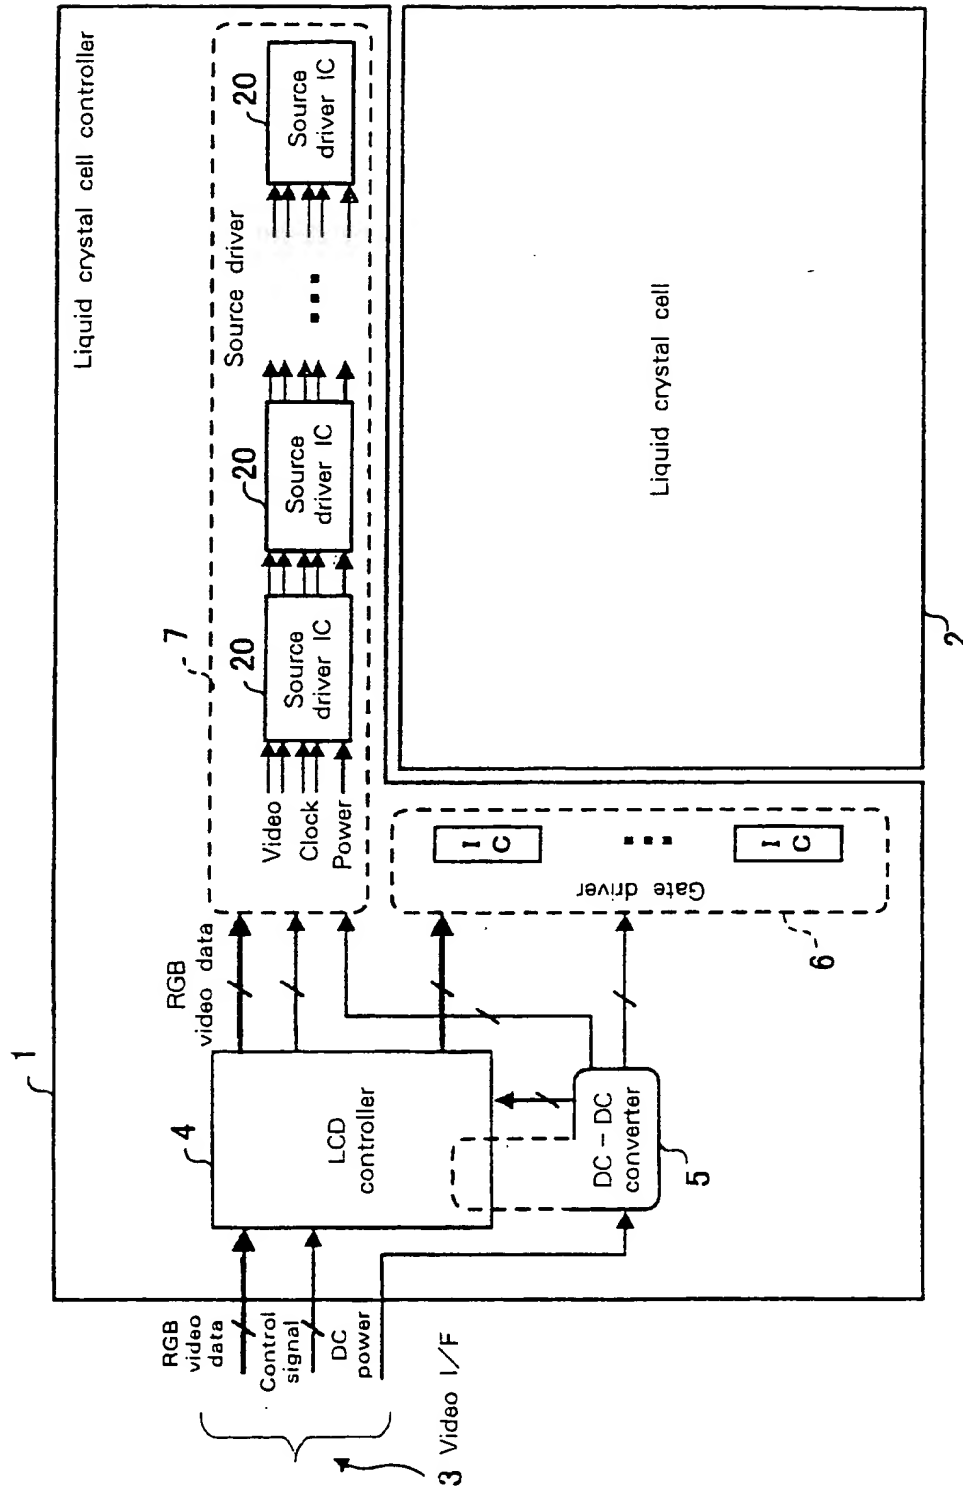 Liquid crystal cell controller
1
RGB
video data
Control
signal
DC
power
3 Video I/F
4
LCD
controller
DC - DC
converter
5
RGB
video data
7
Source driver
Video
Clock
Power
20
Source
driver IC
20
Source
driver IC
20
Source
driver IC
Gate driver
I C
I C
6
Liquid crystal cell
2